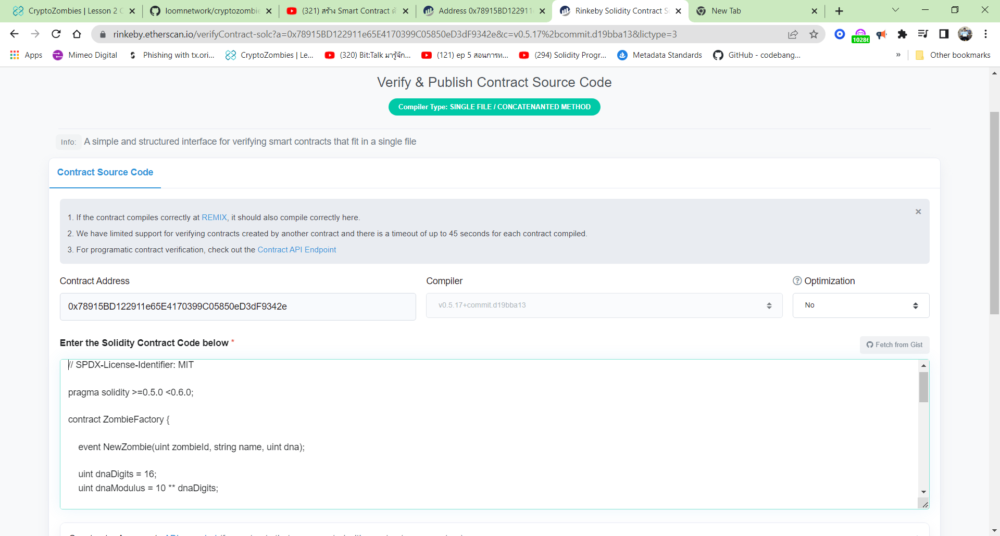 CryptoZombies | Lesson 2 C
loomnetwork/cryptozombie
(321) สร้าง Smart Contract ด้
Address 0x78915BD122911
Rinkeby Solidity Contract S
New Tab
rinkeby.etherscan.io/verifyContract-solc?a=0x78915BD122911e65E4170399C05850eD3dF9342e&c=v0.5.17%2bcommit.d19bba13&lictype=3
Apps
Mimeo Digital
Phishing with tx.ori...
CryptoZombies | Le...
(320) Bit:Talk มารู้จัก...
(121) ep 5 สอนการท...
(294) Solidity Progr...
Metadata Standards
GitHub - codebang...
»
Other bookmarks
Verify & Publish Contract Source Code
Compiler Type: SINGLE FILE / CONCATENANTED METHOD
Info: A simple and structured interface for verifying smart contracts that fit in a single file
Contract Source Code
1. If the contract compiles correctly at REMIX, it should also compile correctly here.
2. We have limited support for verifying contracts created by another contract and there is a timeout of up to 45 seconds for each contract compiled.
3. For programatic contract verification, check out the Contract API Endpoint
Contract Address
Compiler
Optimization
0x78915BD122911e65E4170399C05850eD3dF9342e
v0.5.17+commit.d19bba13
No
Enter the Solidity Contract Code below *
Fetch from Gist
// SPDX-License-Identifier: MIT
pragma solidity >=0.5.0 <0.6.0;
contract ZombieFactory {
event NewZombie(uint zombieId, string name, uint dna);
uint dnaDigits = 16;
uint dnaModulus = 10 ** dnaDigits;